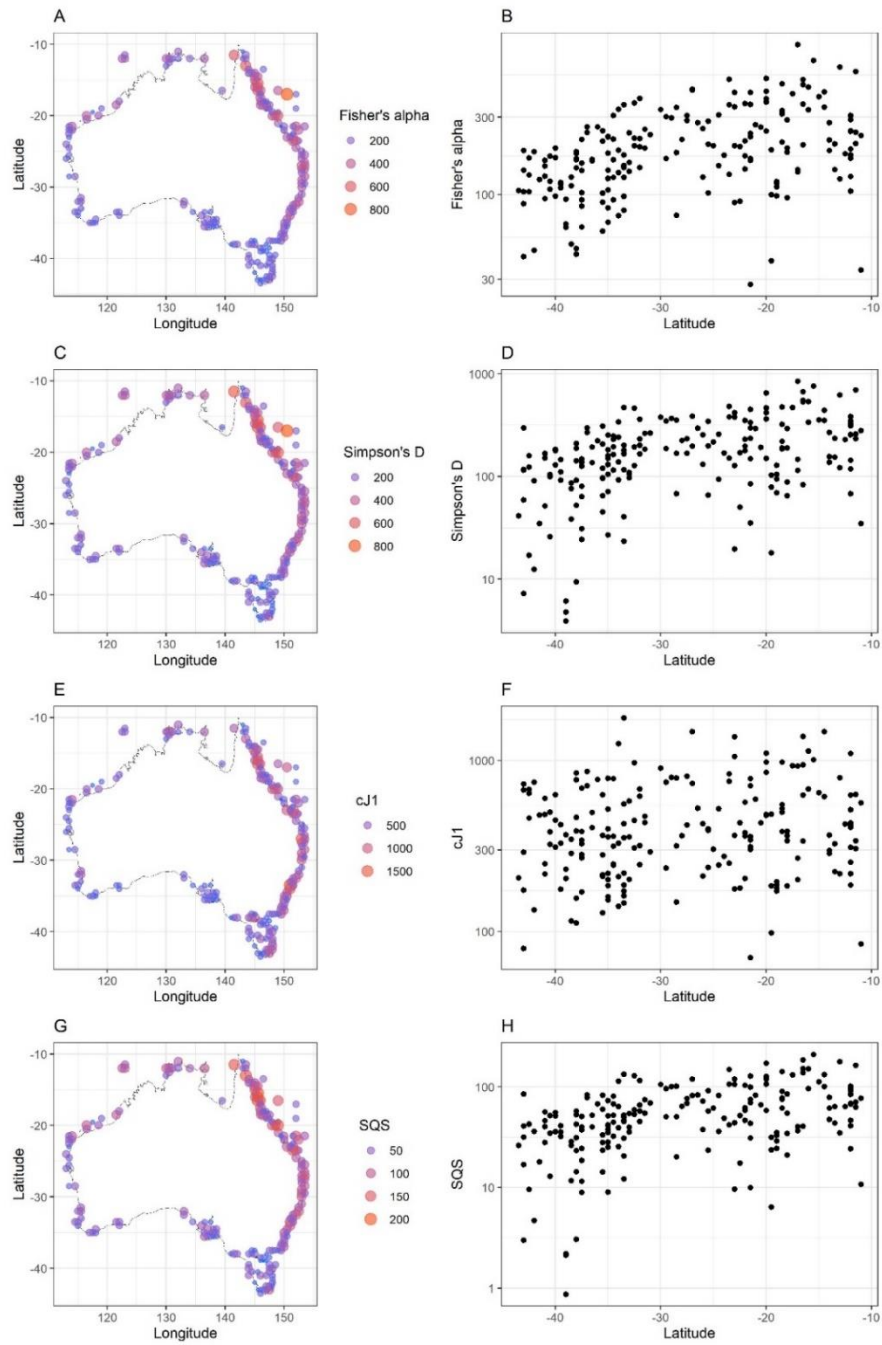 A
-10
-20
-30
-40
Latitude
120
130
140
150
Longitude
Fisher's alpha
200
400
600
800
B
300
100
30
Fisher's alpha
-40
-30
-20
-10
Latitude
C
-10
-20
-30
-40
Latitude
120
130
140
150
Longitude
Simpson's D
200
400
600
800
D
1000
100
10
Simpson's D
-40
-30
-20
-10
Latitude
E
-10
-20
-30
-40
Latitude
120
130
140
150
Longitude
cJ1
500
1000
1500
F
1000
300
100
cJ1
-40
-30
-20
-10
Latitude
G
-10
-20
-30
-40
Latitude
120
130
140
150
Longitude
SQS
50
100
150
200
H
100
10
1
SQS
-40
-30
-20
-10
Latitude